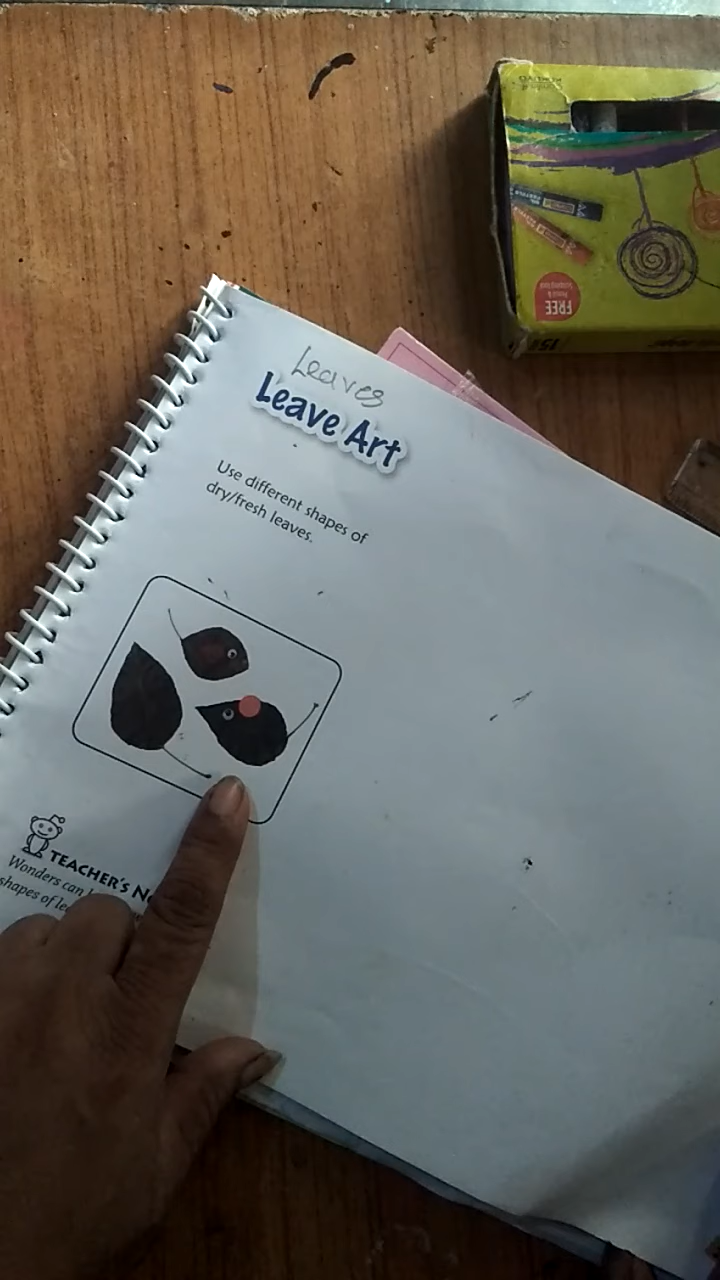 Leaves
Leave Art
Use different shapes of
dry/fresh leaves.
TEACHER'S
Wonders can
shapes of
FREE